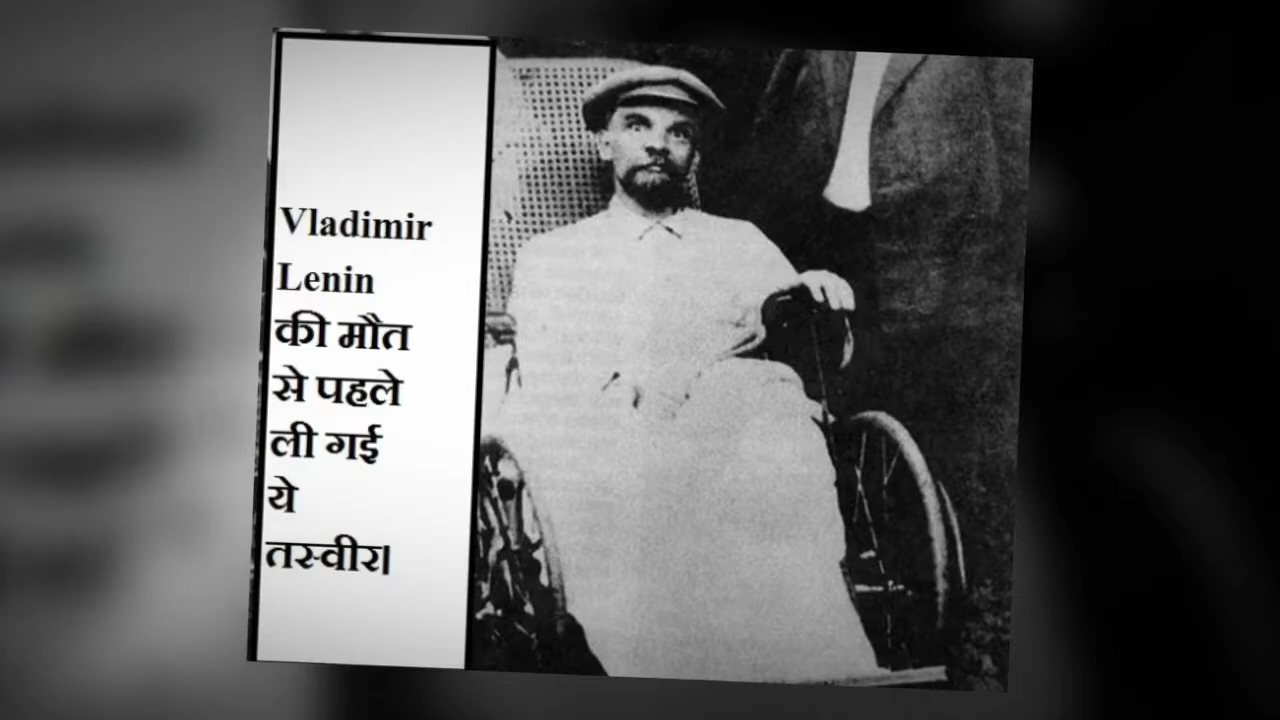 Vladimir
Lenin
की मौत
से पहले
ली गई
ये
तस्वीर|